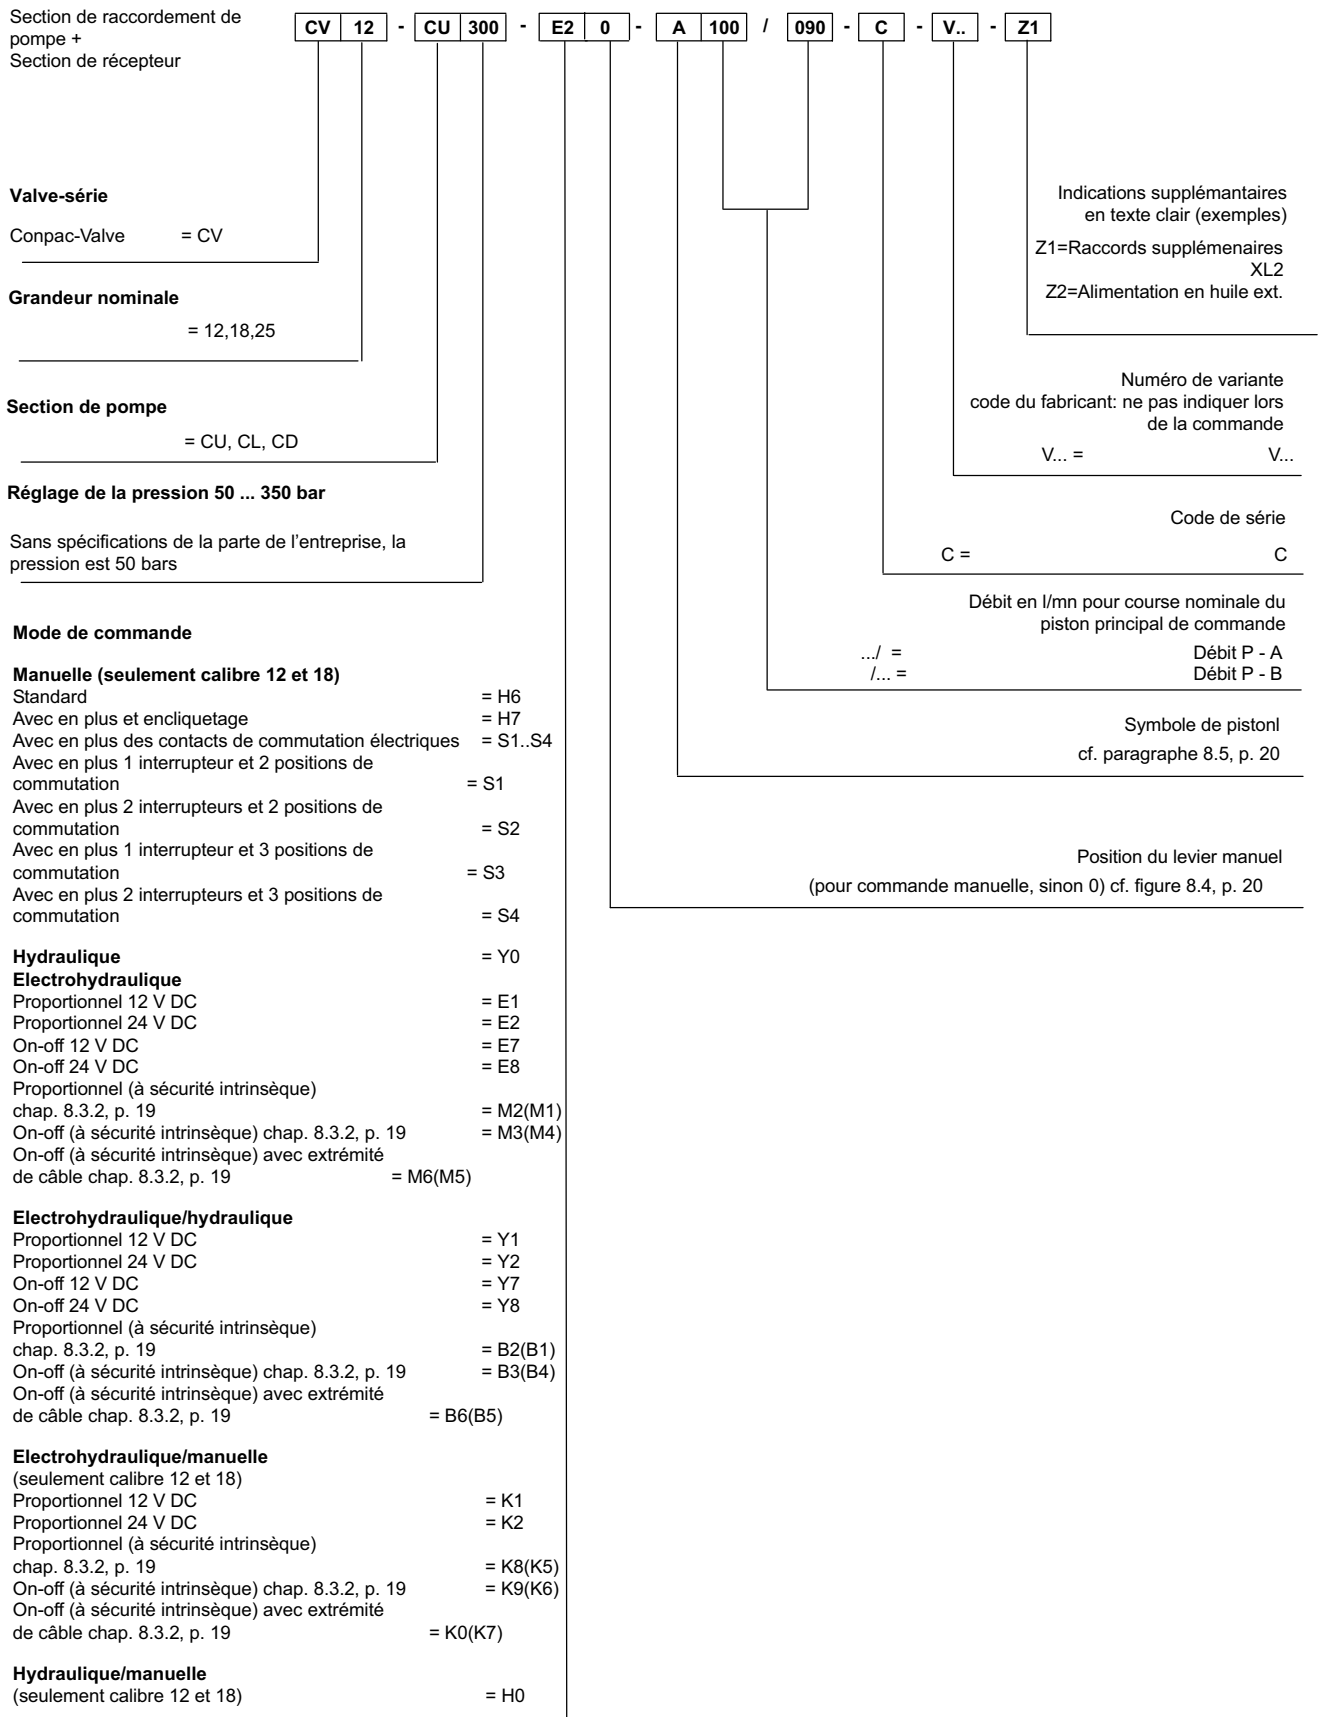 Section de raccordement de
pompe +
Section de récepteur
CV 12 - CU 300 - E2 0 - A 100 / 090 - C - V.. - Z1
Valve-série
Conpac-Valve = CV
Grandeur nominale
= 12,18,25
Section de pompe
= CU, CL, CD
Réglage de la pression 50 ... 350 bar
Sans spécifications de la parte de l'entreprise, la
pression est 50 bars
Mode de commande
Manuelle (seulement calibre 12 et 18)
Standard = H6
Avec en plus et encliquetage = H7
Avec en plus des contacts de commutation électriques = S1..S4
Avec en plus 1 interrupteur et 2 positions de
commutation = S1
Avec en plus 2 interrupteurs et 2 positions de
commutation = S2
Avec en plus 1 interrupteur et 3 positions de
commutation = S3
Avec en plus 2 interrupteurs et 3 positions de
commutation = S4
Hydraulique = Y0
Electrohydraulique
Proportionnel 12 V DC = E1
Proportionnel 24 V DC = E2
On-off 12 V DC = E7
On-off 24 V DC = E8
Proportionnel (à sécurité intrinsèque)
chap. 8.3.2, p. 19 = M2(M1)
On-off (à sécurité intrinsèque) chap. 8.3.2, p. 19 = M3(M4)
On-off (à sécurité intrinsèque) avec extrémité
de câble chap. 8.3.2, p. 19 = M6(M5)
Electrohydraulique/hydraulique
Proportionnel 12 V DC = Y1
Proportionnel 24 V DC = Y2
On-off 12 V DC = Y7
On-off 24 V DC = Y8
Proportionnel (à sécurité intrinsèque)
chap. 8.3.2, p. 19 = B2(B1)
On-off (à sécurité intrinsèque) chap. 8.3.2, p. 19 = B3(B4)
On-off (à sécurité intrinsèque) avec extrémité
de câble chap. 8.3.2, p. 19 = B6(B5)
Electrohydraulique/manuelle
(seulement calibre 12 et 18)
Proportionnel 12 V DC = K1
Proportionnel 24 V DC = K2
Proportionnel (à sécurité intrinsèque)
chap. 8.3.2, p. 19 = K8(K5)
On-off (à sécurité intrinsèque) chap. 8.3.2, p. 19 = K9(K6)
On-off (à sécurité intrinsèque) avec extrémité
de câble chap. 8.3.2, p. 19 = K0(K7)
Hydraulique/manuelle
(seulement calibre 12 et 18) = H0
Indications supplémantaires
en texte clair (exemples)
Z1=Raccords supplémenaires
XL2
Z2=Alimentation en huile ext.
Numéro de variante
code du fabricant: ne pas indiquer lors
de la commande
V... = V...
Code de série
C = C
Débit en l/mn pour course nominale du
piston principal de commande
.../ = Débit P - A
/... = Débit P - B
Symbole de pistonl
cf. paragraphe 8.5, p. 20
Position du levier manuel
(pour commande manuelle, sinon 0) cf. figure 8.4, p. 20